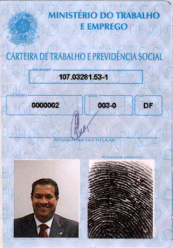 MINISTÉRIO DO TRABALHO
E EMPREGO
CARTEIRA DE TRABALHO E PREVIDÊNCIA SOCIAL
107.03281.53-1
0000002
003-0
DF